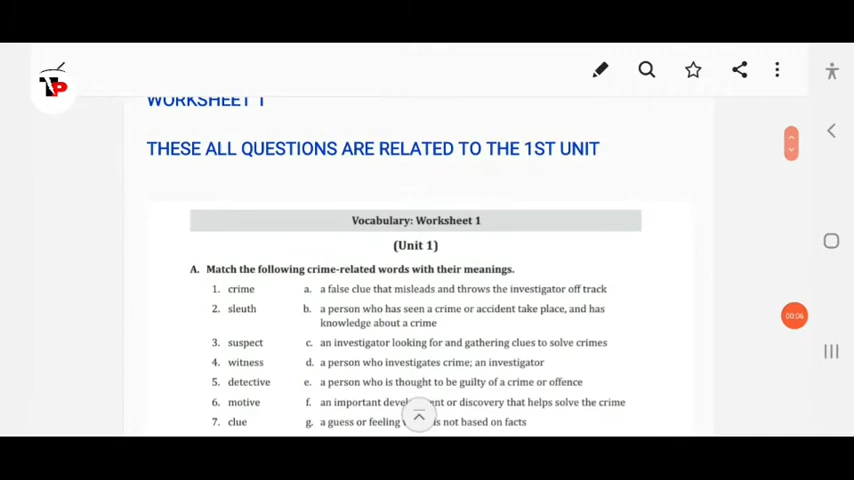 TP
WORKSHEET 1
THESE ALL QUESTIONS ARE RELATED TO THE 1ST UNIT
Vocabulary: Worksheet 1
(Unit 1)
A. Match the following crime-related words with their meanings.
1. crime a. a false clue that misleads and throws the investigator off track
2. sleuth b. a person who has seen a crime or accident take place, and has
knowledge about a crime
3. suspect c. an investigator looking for and gathering clues to solve crimes
4. witness d. a person who investigates crime; an investigator
5. detective e. a person who is thought to be guilty of a crime or offence
6. motive f. an important or discovery that helps solve the crime
7. clue g. a guess or feeling is not based on facts
00:06